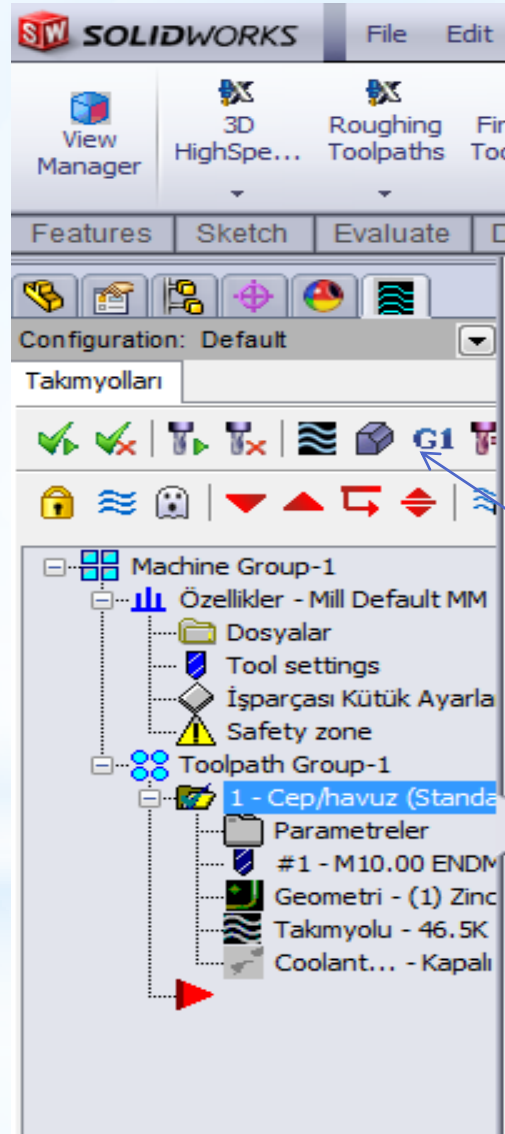 SW SOLIDWORKS File Edit
View Manager
3D HighSpe...
Roughing Toolpaths
Features Sketch Evaluate
Configuration: Default
Takımyolları
G1
Machine Group-1
Özellikler - Mill Default MM
Dosyalar
Tool settings
İşparçası Kütük Ayarla
Safety zone
Toolpath Group-1
1 - Cep/havuz (Standa
Parametreler
#1 - M10.00 ENDM
Geometri - (1) Zinc
Takımyolu - 46.5K
Coolant... - Kapalı